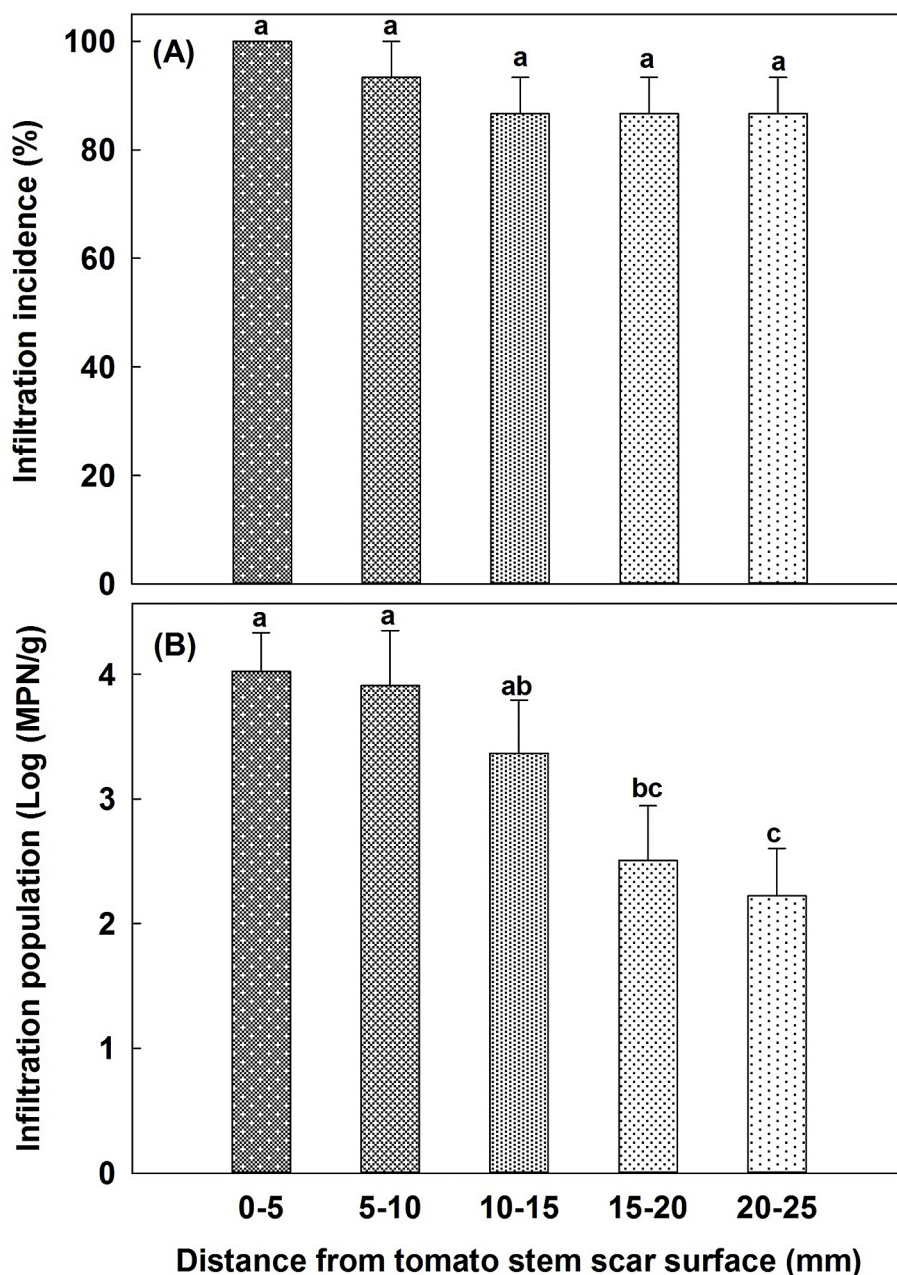 Infiltration incidence (%)
(A)
100
80
60
40
20
0
a
a
a
a
a
Infiltration population (Log (MPN/g)
(B)
4
3
2
1
0
a
a
ab
bc
c
0-5
5-10
10-15
15-20
20-25
Distance from tomato stem scar surface (mm)